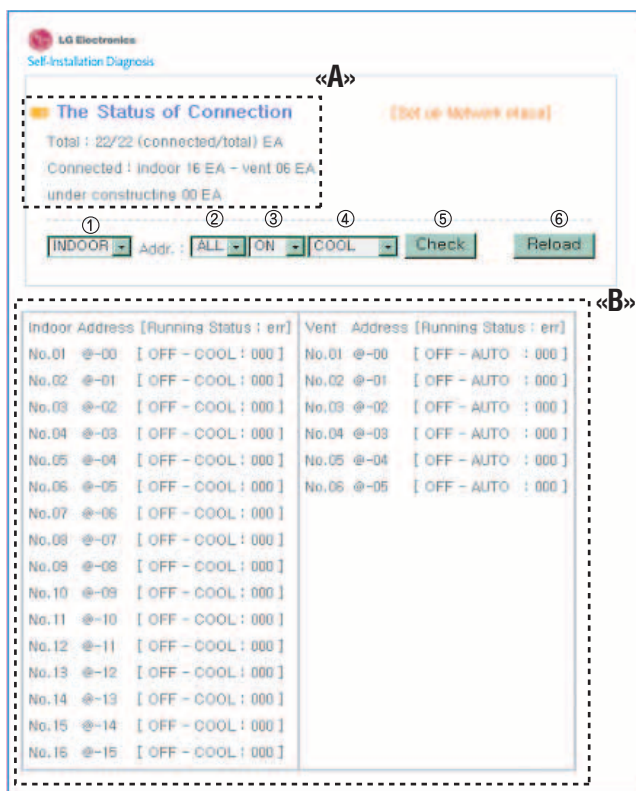 LG Electronics
Self-Installation Diagnosis
«A»
The Status of Connection [Set up Network place]
Total : 22/22 (connected/total) EA
Connected : indoor 16 EA - vent 06 EA
under constructing 00 EA
① ② ③ ④ ⑤ ⑥
INDOOR Addr. : ALL ON COOL Check Reload
«B»
Indoor Address [Running Status : err] Vent Address [Running Status : err]
No.01 @-00 [ OFF - COOL : 000 ] No.01 @-00 [ OFF - AUTO : 000 ]
No.02 @-01 [ OFF - COOL : 000 ] No.02 @-01 [ OFF - AUTO : 000 ]
No.03 @-02 [ OFF - COOL : 000 ] No.03 @-02 [ OFF - AUTO : 000 ]
No.04 @-03 [ OFF - COOL : 000 ] No.04 @-03 [ OFF - AUTO : 000 ]
No.05 @-04 [ OFF - COOL : 000 ] No.05 @-04 [ OFF - AUTO : 000 ]
No.06 @-05 [ OFF - COOL : 000 ] No.06 @-05 [ OFF - AUTO : 000 ]
No.07 @-06 [ OFF - COOL : 000 ]
No.08 @-07 [ OFF - COOL : 000 ]
No.09 @-08 [ OFF - COOL : 000 ]
No.10 @-09 [ OFF - COOL : 000 ]
No.11 @-10 [ OFF - COOL : 000 ]
No.12 @-11 [ OFF - COOL : 000 ]
No.13 @-12 [ OFF - COOL : 000 ]
No.14 @-13 [ OFF - COOL : 000 ]
No.15 @-14 [ OFF - COOL : 000 ]
No.16 @-15 [ OFF - COOL : 000 ]